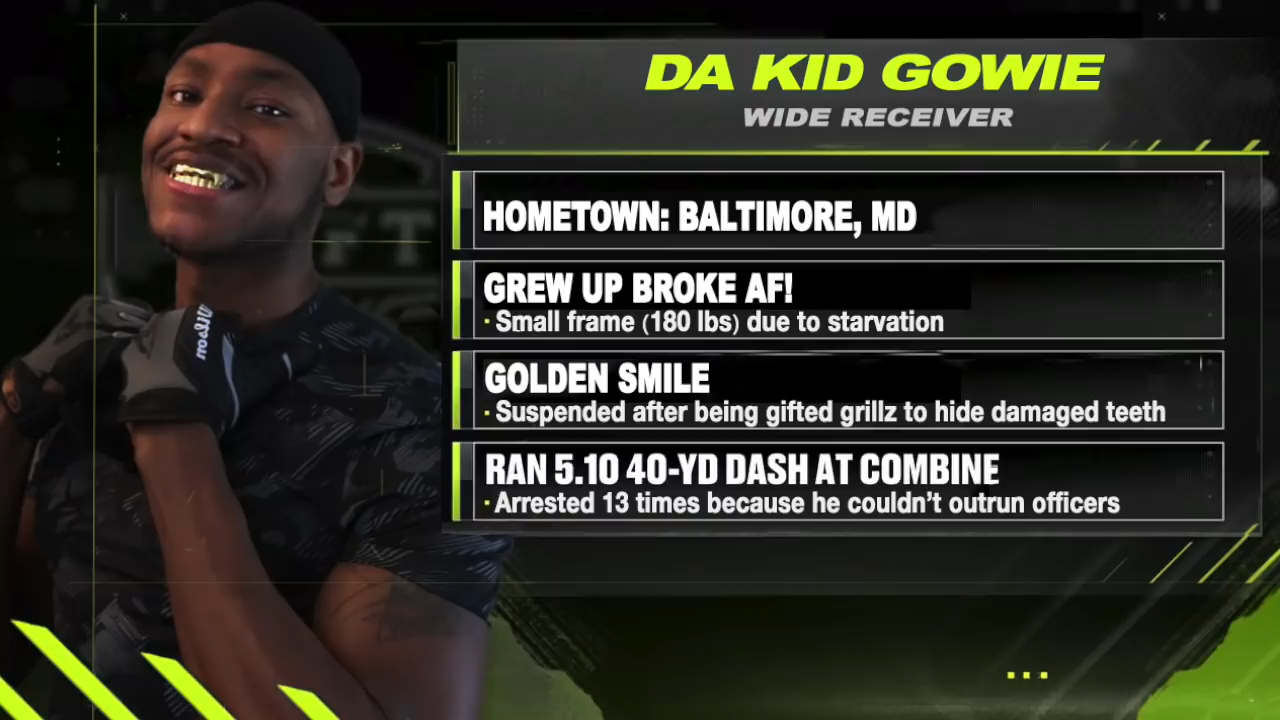 DA KID GOWIE
WIDE RECEIVER
HOMETOWN: BALTIMORE, MD
GREW UP BROKE AF!
· Small frame (180 lbs) due to starvation
GOLDEN SMILE
· Suspended after being gifted grillz to hide damaged teeth
RAN 5.10 40-YD DASH AT COMBINE
· Arrested 13 times because he couldn't outrun officers
Wilson